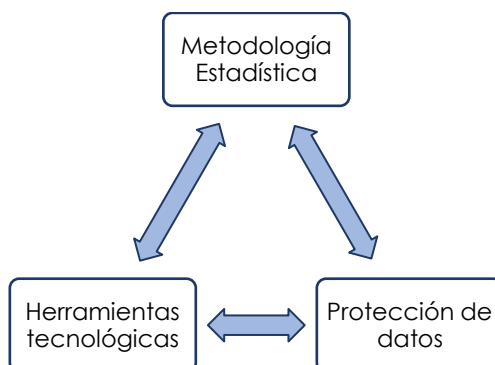 Metodología
Estadística
Herramientas
tecnológicas
Protección de
datos